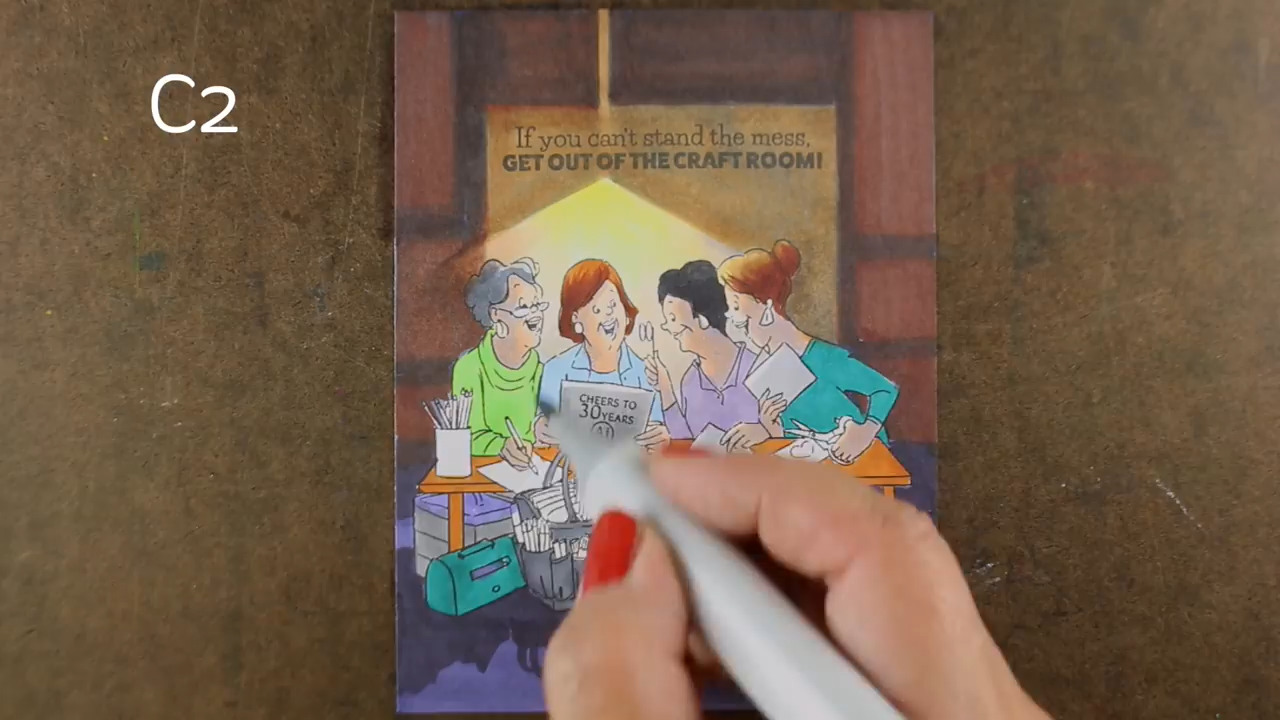 C2
If you can't stand the mess,
GET OUT OF THE CRAFT ROOM!
CHEERS TO
30 YEARS